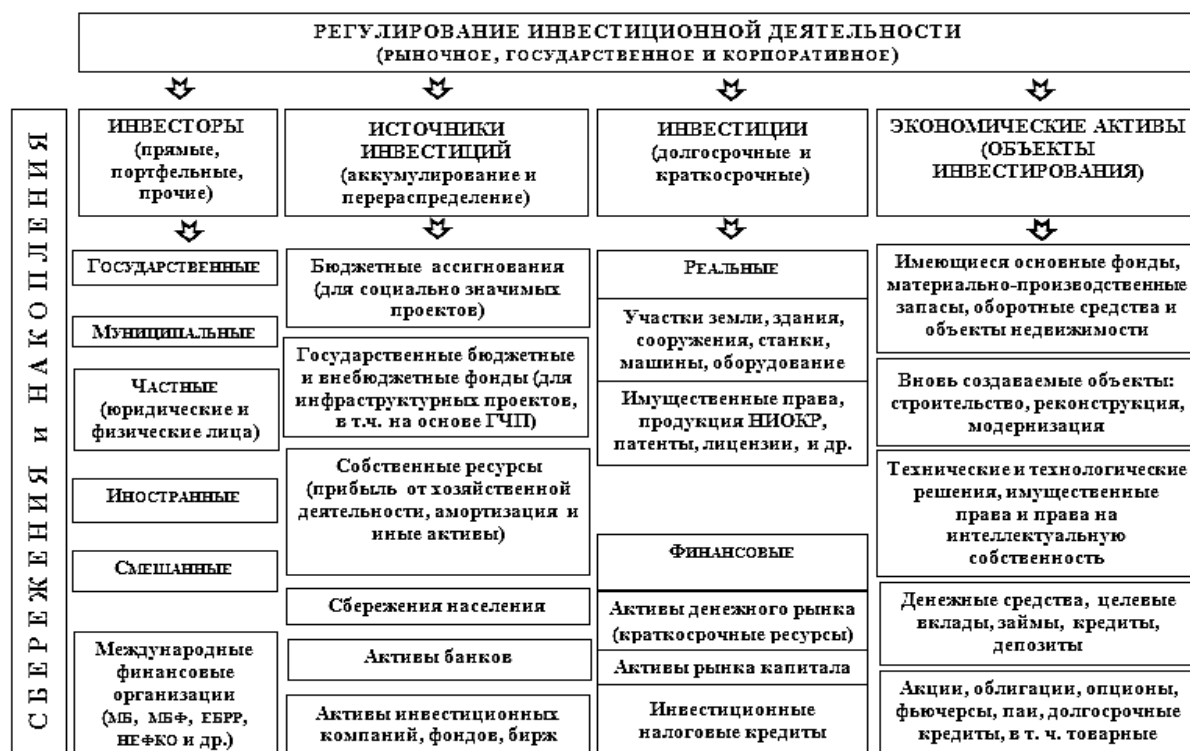 РЕГУЛИРОВАНИЕ ИНВЕСТИЦИОННОЙ ДЕЯТЕЛЬНОСТИ
(РЫНОЧНОЕ, ГОСУДАРСТВЕННОЕ И КОРПОРАТИВНОЕ)
СБЕРЕЖЕНИЯ и НАКОПЛЕНИЯ
ИНВЕСТОРЫ
(прямые,
портфельные,
прочие)
ГОСУДАРСТВЕННЫЕ
МУНИЦИПАЛЬНЫЕ
ЧАСТНЫЕ
(юридические и
физические лица)
ИНОСТРАННЫЕ
СМЕШАННЫЕ
Международные
финансовые
организации
(МБ, МБФ, ЕБРР,
НЕФКО и др.)
ИСТОЧНИКИ
ИНВЕСТИЦИЙ
(аккумулирование и
перераспределение)
Бюджетные ассигнования
(для социально значимых
проектов)
Государственные бюджетные
и внебюджетные фонды (для
инфраструктурных проектов,
в т.ч. на основе ГЧП)
Собственные ресурсы
(прибыль от хозяйственной
деятельности, амортизация и
иные активы)
Сбережения населения
Активы банков
Активы инвестиционных
компаний, фондов, бирж
ИНВЕСТИЦИИ
(долгосрочные и
краткосрочные)
РЕАЛЬНЫЕ
Участки земли, здания,
сооружения, станки,
машины, оборудование
Имущественные права,
продукция НИОКР,
патенты, лицензии, и др.
ФИНАНСОВЫЕ
Активы денежного рынка
(краткосрочные ресурсы)
Активы рынка капитала
Инвестиционные
налоговые кредиты
ЭКОНОМИЧЕСКИЕ АКТИВЫ
(ОБЪЕКТЫ
ИНВЕСТИРОВАНИЯ)
Имеющиеся основные фонды,
материально-производственные
запасы, оборотные средства и
объекты недвижимости
Вновь создаваемые объекты:
строительство, реконструкция,
модернизация
Технические и технологические
решения, имущественные
права и права на
интеллектуальную
собственность
Денежные средства, целевые
вклады, займы, кредиты,
депозиты
Акции, облигации, опционы,
фьючерсы, паи, долгосрочные
кредиты, в т. ч. товарные